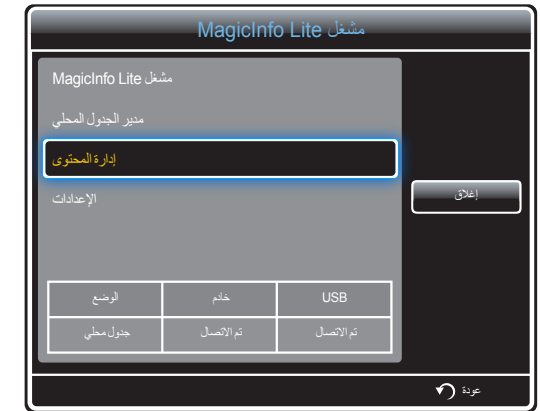 مشغل MagicInfo Lite
مشغل MagicInfo Lite
مدير الجدول المحلي
إدارة المحتوى
الإعدادات
إغلاق
الوضع خادم USB
جدول محلي تم الاتصال تم الاتصال
عودة